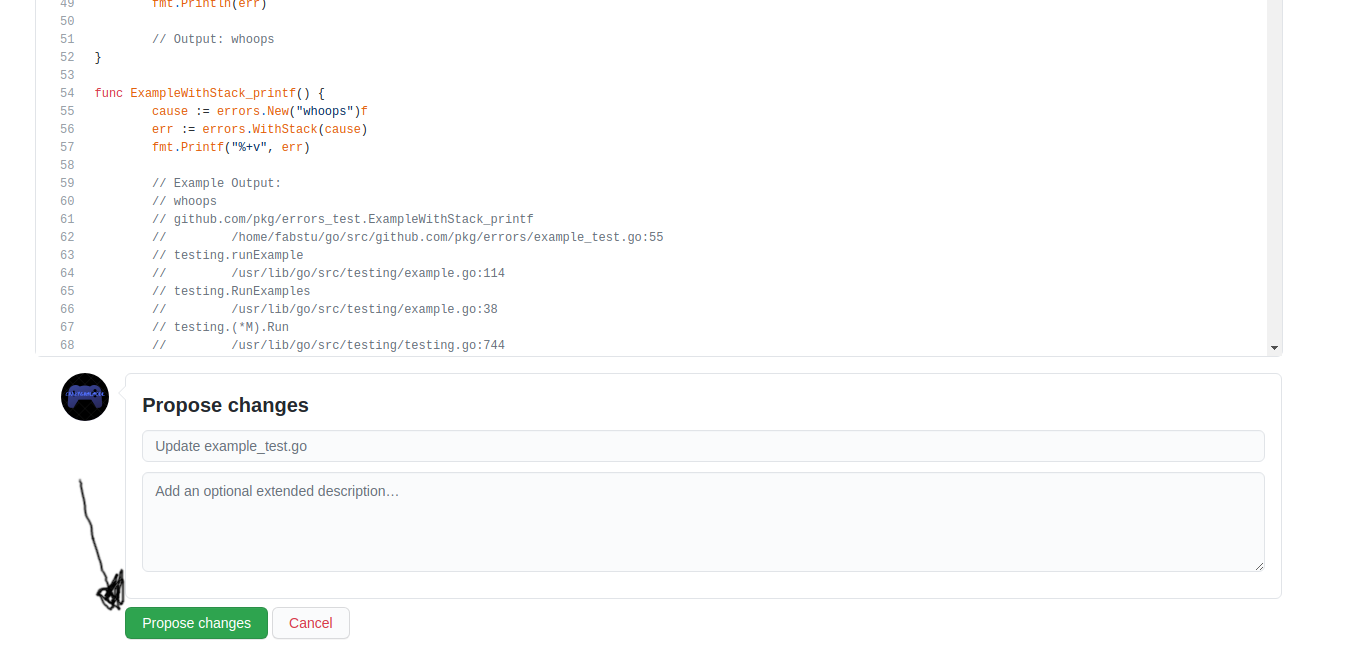 49 fmt.Println(err)
50
51 // Output: whoops
52 }
53
54 func ExampleWithStack_printf() {
55 cause := errors.New("whoops")f
56 err := errors.WithStack(cause)
57 fmt.Printf("%+v", err)
58
59 // Example Output:
60 // whoops
61 // github.com/pkg/errors_test.ExampleWithStack_printf
62 // /home/fabstu/go/src/github.com/pkg/errors/example_test.go:55
63 // testing.runExample
64 // /usr/lib/go/src/testing/example.go:114
65 // testing.RunExamples
66 // /usr/lib/go/src/testing/example.go:38
67 // testing.(*M).Run
68 // /usr/lib/go/src/testing/testing.go:744
Propose changes
Update example_test.go
Add an optional extended description…
Propose changes Cancel